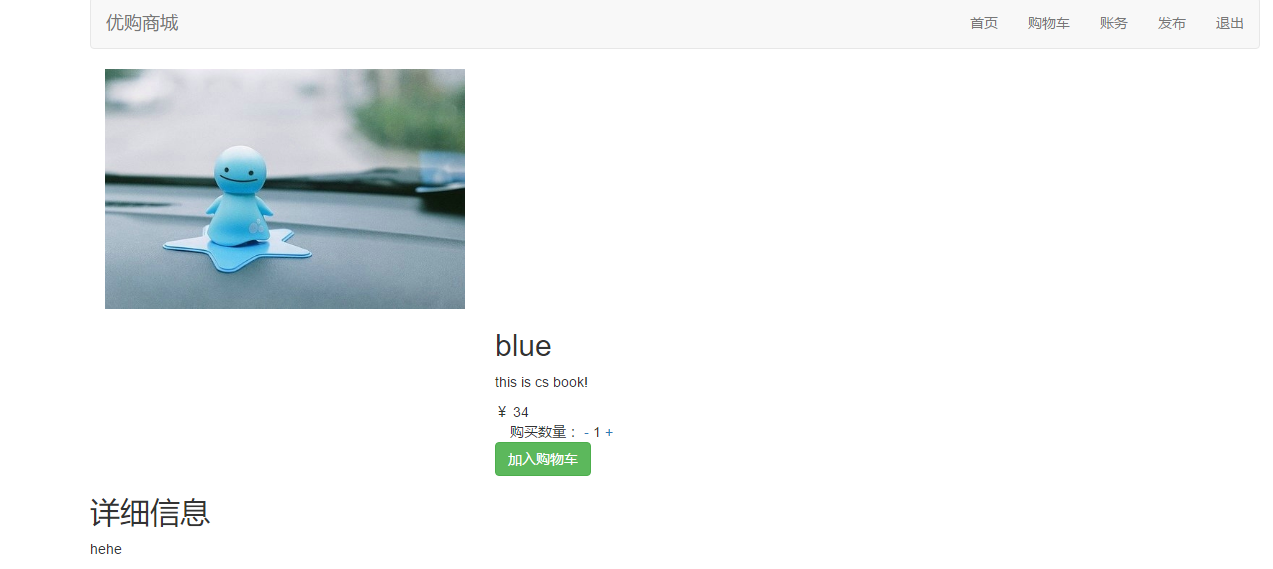 优购商城 首页 购物车 账务 发布 退出
blue
this is cs book!
￥ 34
购买数量： - 1 +
加入购物车
详细信息
hehe